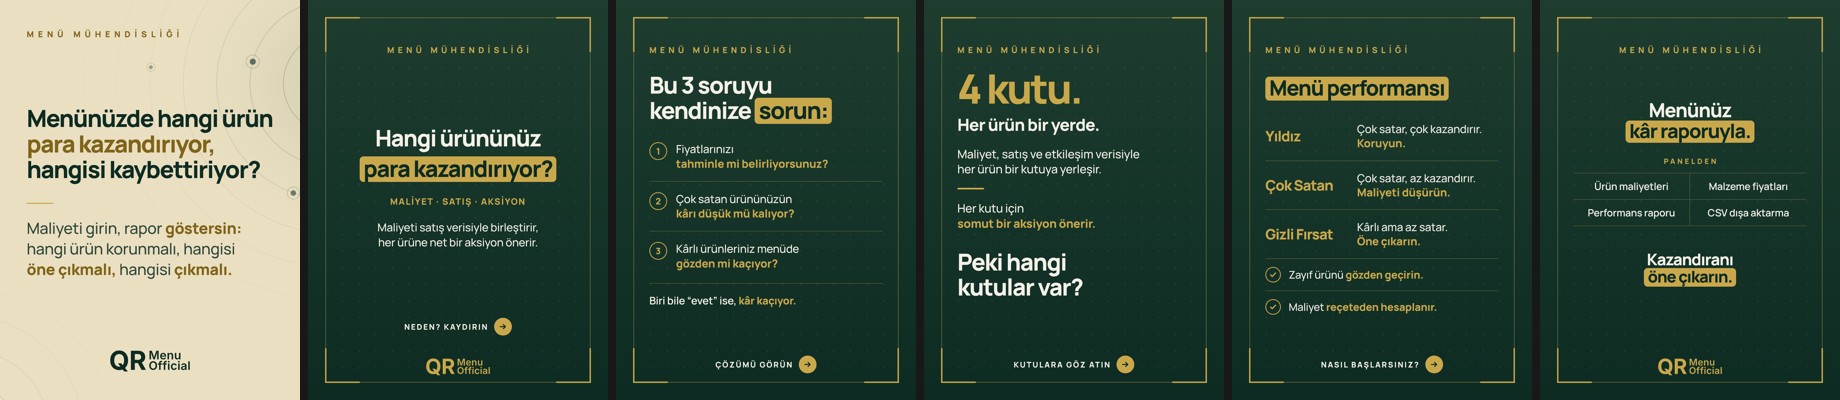 MENÜ MÜHENDİSLİĞİ
Menünüzde hangi ürün
para kazandırıyor,
hangisi kaybettiriyor?
Maliyeti girin, rapor göstersin:
hangi ürün korunmalı, hangisi
öne çıkmalı, hangisi çıkmalı.
QR Menu
Official
MENÜ MÜHENDİSLİĞİ
Hangi ürününüz
para kazandırıyor?
MALİYET · SATIŞ · AKSİYON
Maliyeti satış verisiyle birleştirir,
her ürüne net bir aksiyon önerir.
NEDEN? KAYDIRIN
QR Menu
Official
MENÜ MÜHENDİSLİĞİ
Bu 3 soruyu
kendinize sorun:
1 Fiyatlarınızı
tahminle mi belirliyorsunuz?
2 Çok satan ürününüzün
kârı düşük mü kalıyor?
3 Kârlı ürünleriniz menüde
gözden mi kaçıyor?
Biri bile “evet” ise, kâr kaçıyor.
ÇÖZÜMÜ GÖRÜN
MENÜ MÜHENDİSLİĞİ
4 kutu.
Her ürün bir yerde.
Maliyet, satış ve etkileşim verisiyle
her ürün bir kutuya yerleşir.
Her kutu için
somut bir aksiyon önerir.
Peki hangi
kutular var?
KUTULARA GÖZ ATIN
MENÜ MÜHENDİSLİĞİ
Menü performansı
Yıldız
Çok satar, çok kazandırır.
Koruyun.
Çok Satan
Çok satar, az kazandırır.
Maliyeti düşürün.
Gizli Fırsat
Kârlı ama az satar.
Öne çıkarın.
Zayıf ürünü gözden geçirin.
Maliyet reçeteden hesaplanır.
NASIL BAŞLARSINIZ?
MENÜ MÜHENDİSLİĞİ
Menünüz
kâr raporuyla.
PANELDEN
Ürün maliyetleri
Malzeme fiyatları
Performans raporu
CSV dışa aktarma
Kazandıranı
öne çıkarın.
QR Menu
Official